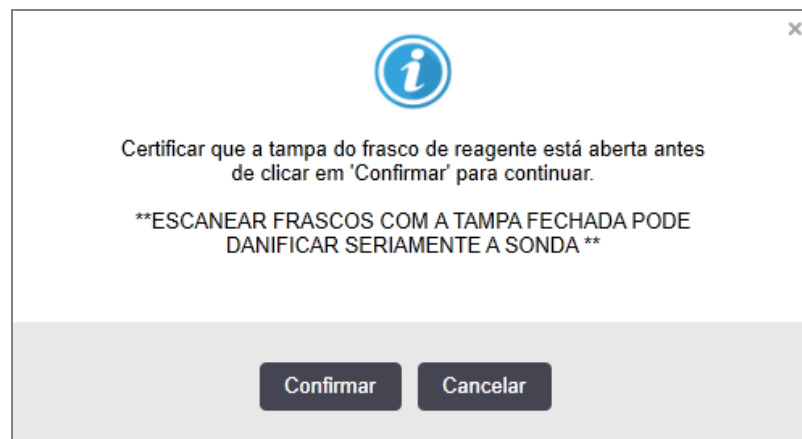 ×
Certificar que a tampa do frasco de reagente está aberta antes
de clicar em 'Confirmar' para continuar.
**ESCANEAR FRASCOS COM A TAMPA FECHADA PODE
DANIFICAR SERIAMENTE A SONDA **
Confirmar Cancelar